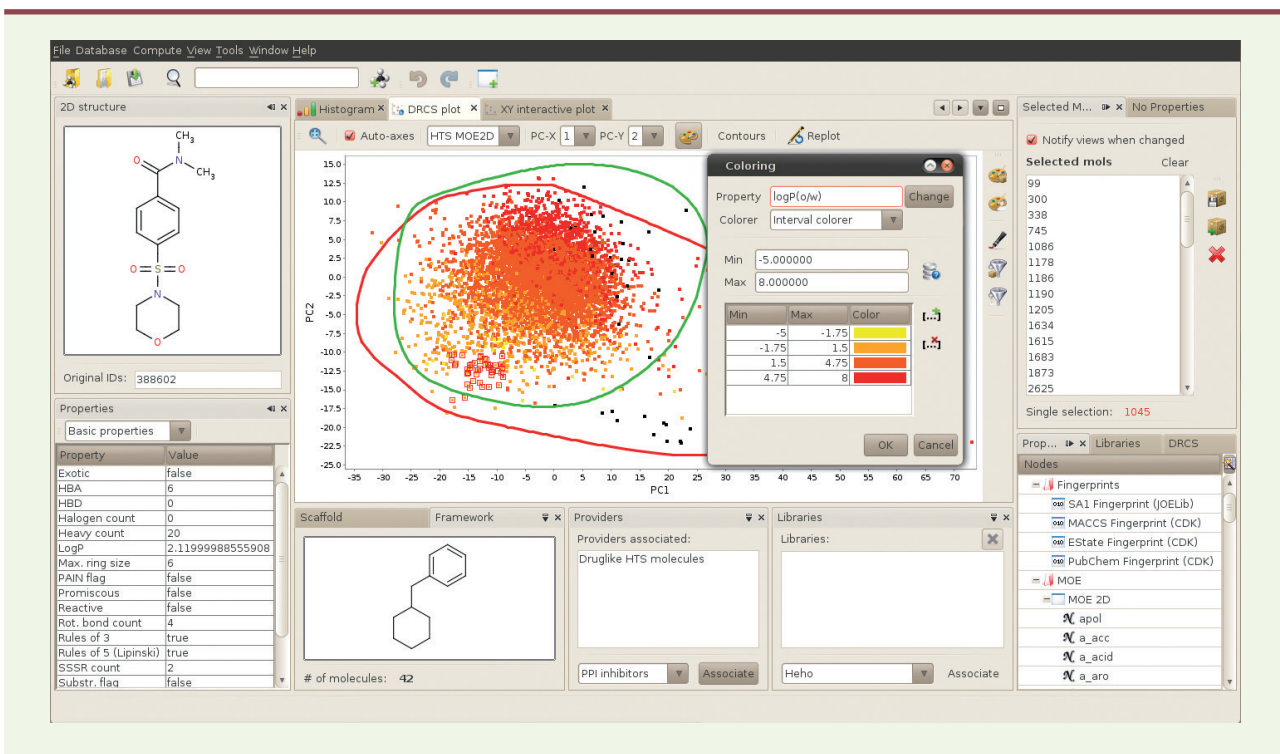 File Database Compute View Tools Window Help
2D structure
CH3
O
N
CH3
O=S=O
N
O
Original IDs: 388602
Properties
Basic properties
Property Value
Exotic false
HBA 6
HBD 0
Halogen count 0
Heavy count 20
LogP 2.11999988555908
Max. ring size 6
PAIN flag false
Promiscous false
Reactive false
Rot. bond count 4
Rules of 3 true
Rules of 5 (Lipinski) true
SSSR count 2
Substr. flag false
Histogram DRCS plot XY interactive plot
Auto-axes HTS MOE2D PC-X 1 PC-Y 2 Contours Replot
15.0
12.5
10.0
7.5
5.0
2.5
0.0
-2.5
-5.0
-7.5
-10.0
-12.5
-15.0
-17.5
-20.0
-22.5
-25.0
PC2
-35 -30 -25 -20 -15 -10 -5 0 5 10 15 20 25 30 35 40 45 50 55 60 65 70
PC1
Coloring
Property logP(o/w) Change
Colorer Interval colorer
Min -5.000000
Max 8.000000
Min Max Color
-5 -1.75
-1.75 1.5
1.5 4.75
4.75 8
[...]
[...]
OK Cancel
Scaffold Framework
# of molecules: 42
Providers
Providers associated:
Druglike HTS molecules
PPI inhibitors Associate
Libraries
Libraries:
Heho Associate
Selected M... No Properties
Notify views when changed
Selected mols Clear
99
300
338
745
1086
1178
1186
1190
1205
1634
1615
1683
1873
2625
Single selection: 1045
Prop... Libraries DRCS
Nodes
Fingerprints
010 SA1 Fingerprint (JOELib)
010 MACCS Fingerprint (CDK)
010 EState Fingerprint (CDK)
010 PubChem Fingerprint (CDK)
MOE
MOE 2D
N apol
N a_acc
N a_acid
N a_aro